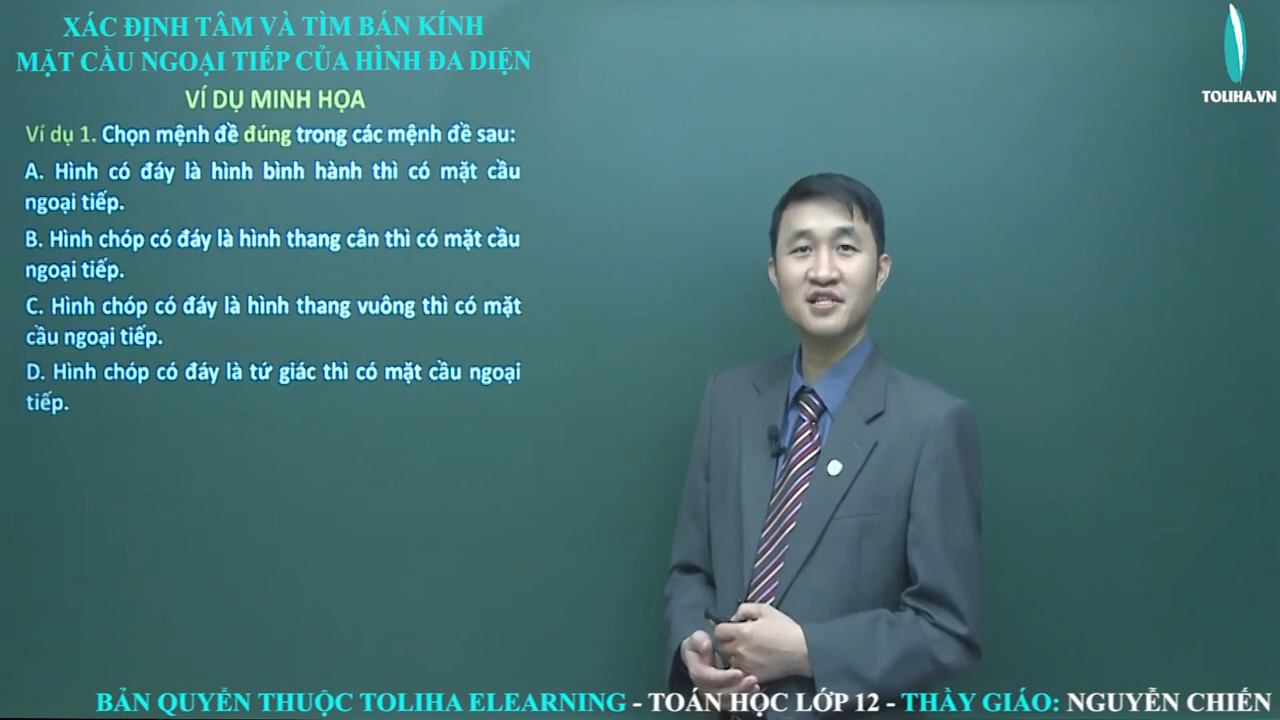 XÁC ĐỊNH TÂM VÀ TÌM BÁN KÍNH
MẶT CẦU NGOẠI TIẾP CỦA HÌNH ĐA DIỆN
VÍ DỤ MINH HỌA
Ví dụ 1. Chọn mệnh đề đúng trong các mệnh đề sau:
A. Hình có đáy là hình bình hành thì có mặt cầu
ngoại tiếp.
B. Hình chóp có đáy là hình thang cân thì có mặt cầu
ngoại tiếp.
C. Hình chóp có đáy là hình thang vuông thì có mặt
cầu ngoại tiếp.
D. Hình chóp có đáy là tứ giác thì có mặt cầu ngoại
tiếp.
TOLIHA.VN
BẢN QUYỀN THUỘC TOLIHA ELEARNING - TOÁN HỌC LỚP 12 - THẦY GIÁO: NGUYỄN CHIẾN